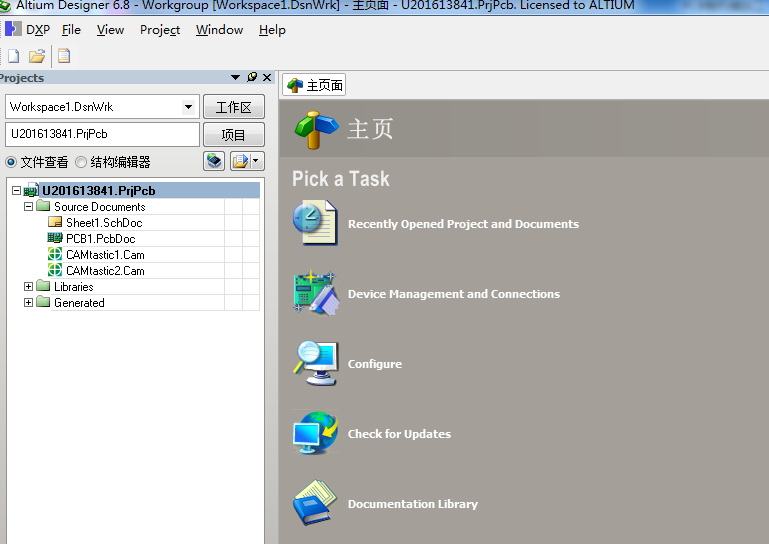 Altium Designer 6.8 - Workgroup [Workspace1.DsnWrk] - 主页面 - U201613841.PrjPcb. Licensed to ALTIUM
DXP File View Project Window Help
Projects
主页面
Workspace1.DsnWrk 工作区
U201613841.PrjPcb 项目
文件查看 结构编辑器
U201613841.PrjPcb
Source Documents
Sheet1.SchDoc
PCB1.PcbDoc
CAMtastic1.Cam
CAMtastic2.Cam
Libraries
Generated
主页
Pick a Task
Recently Opened Project and Documents
Device Management and Connections
Configure
Check for Updates
Documentation Library